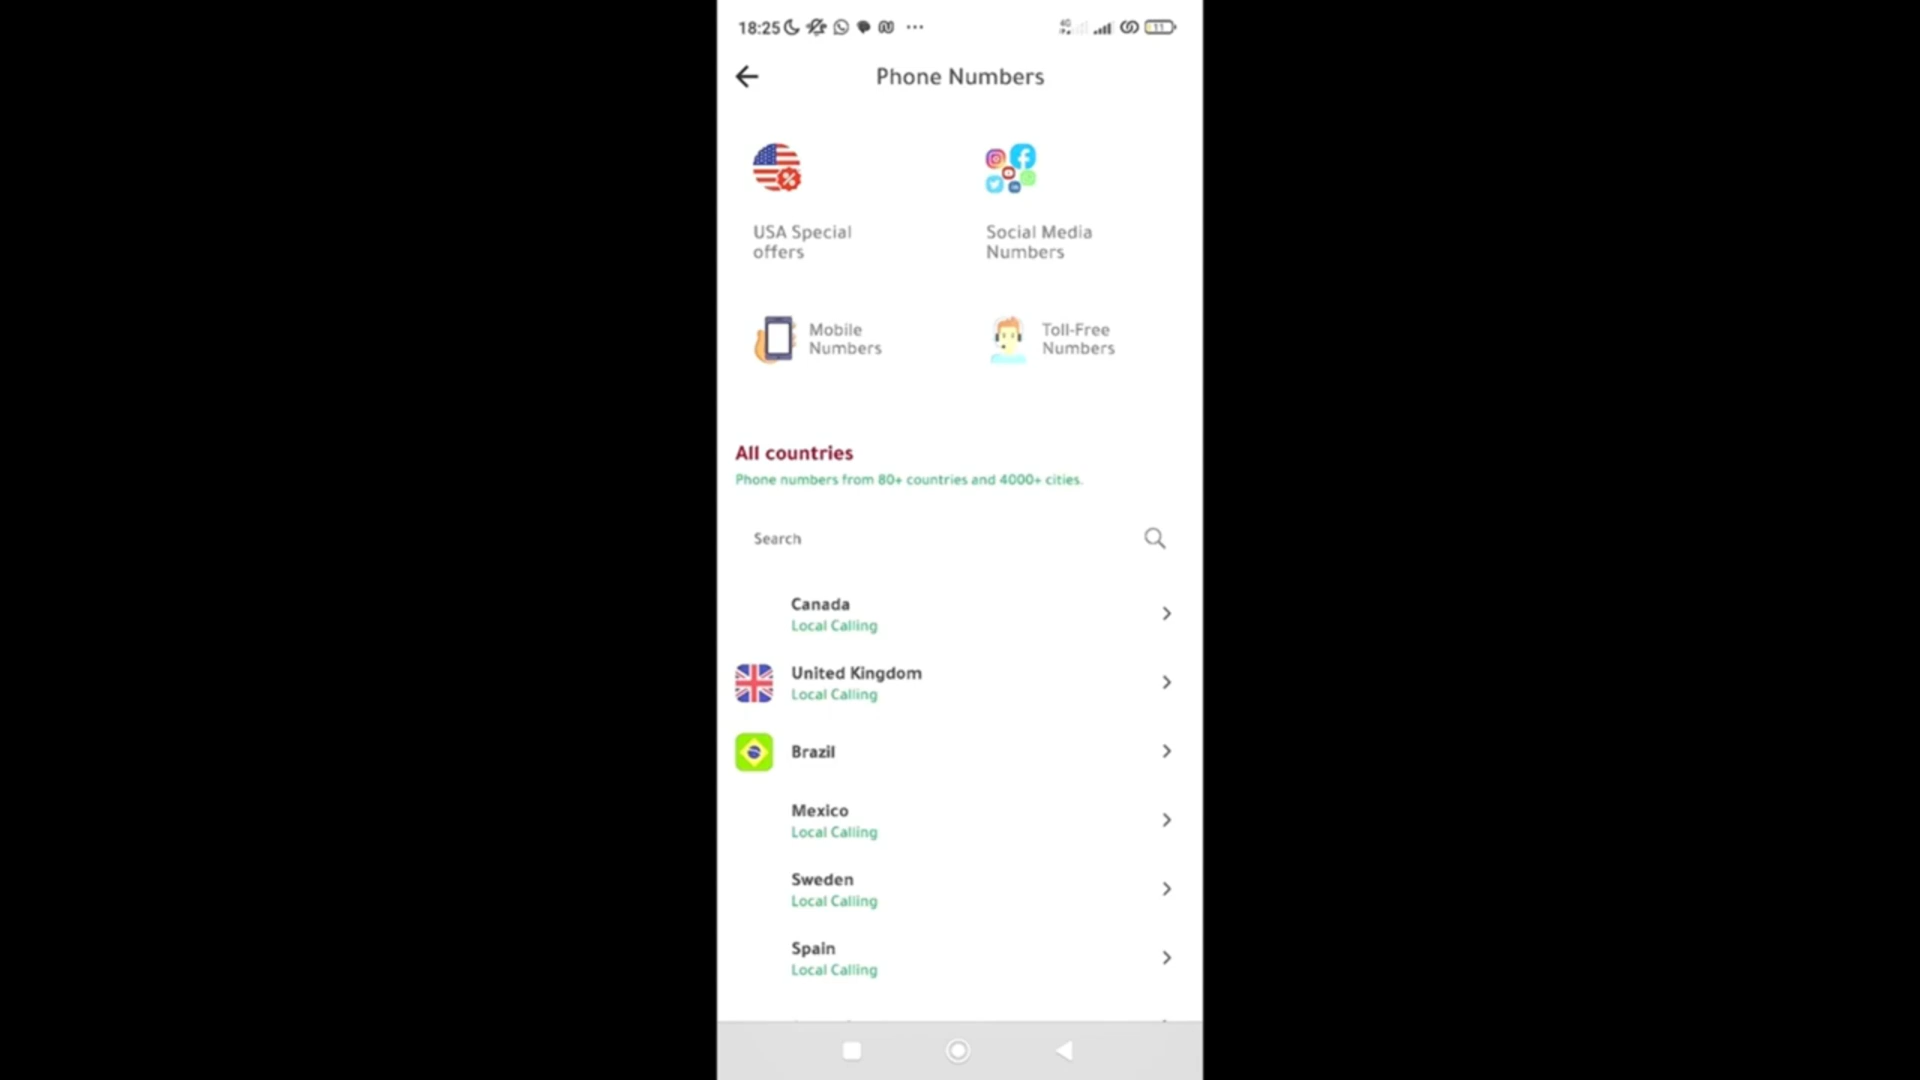 18:25
4G
11
Phone Numbers
USA Special
offers
Social Media
Numbers
Mobile
Numbers
Toll-Free
Numbers
All countries
Phone numbers from 80+ countries and 4000+ cities.
Search
Canada
Local Calling
United Kingdom
Local Calling
Brazil
Mexico
Local Calling
Sweden
Local Calling
Spain
Local Calling